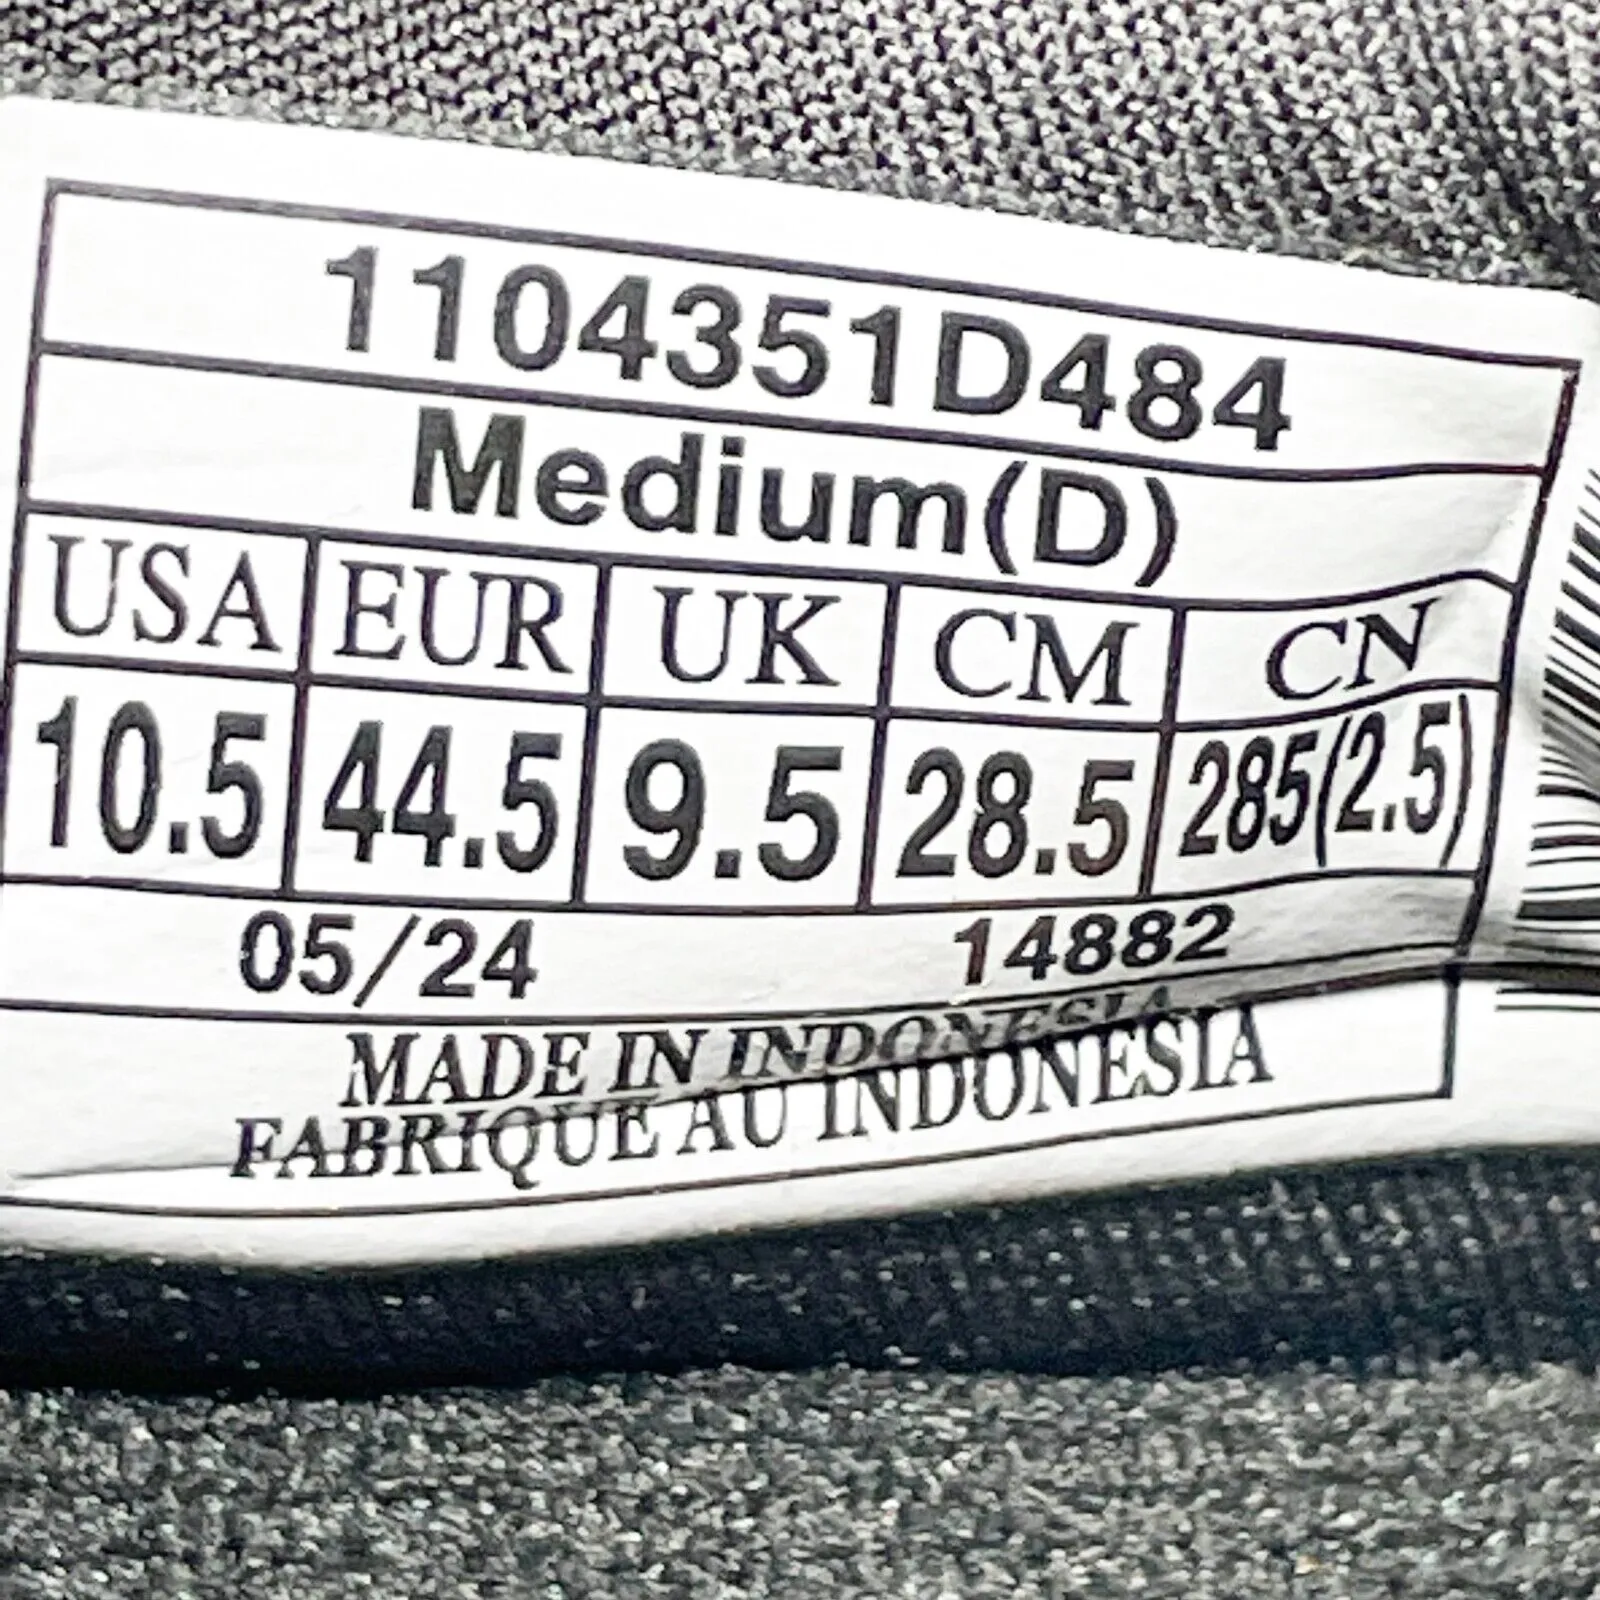 1104351D484
Medium(D)
USA EUR UK CM CN
10.5 44.5 9.5 28.5 285(2.5)
05/24 14882
MADE IN INDONESIA
FABRIQUE AU INDONESIA